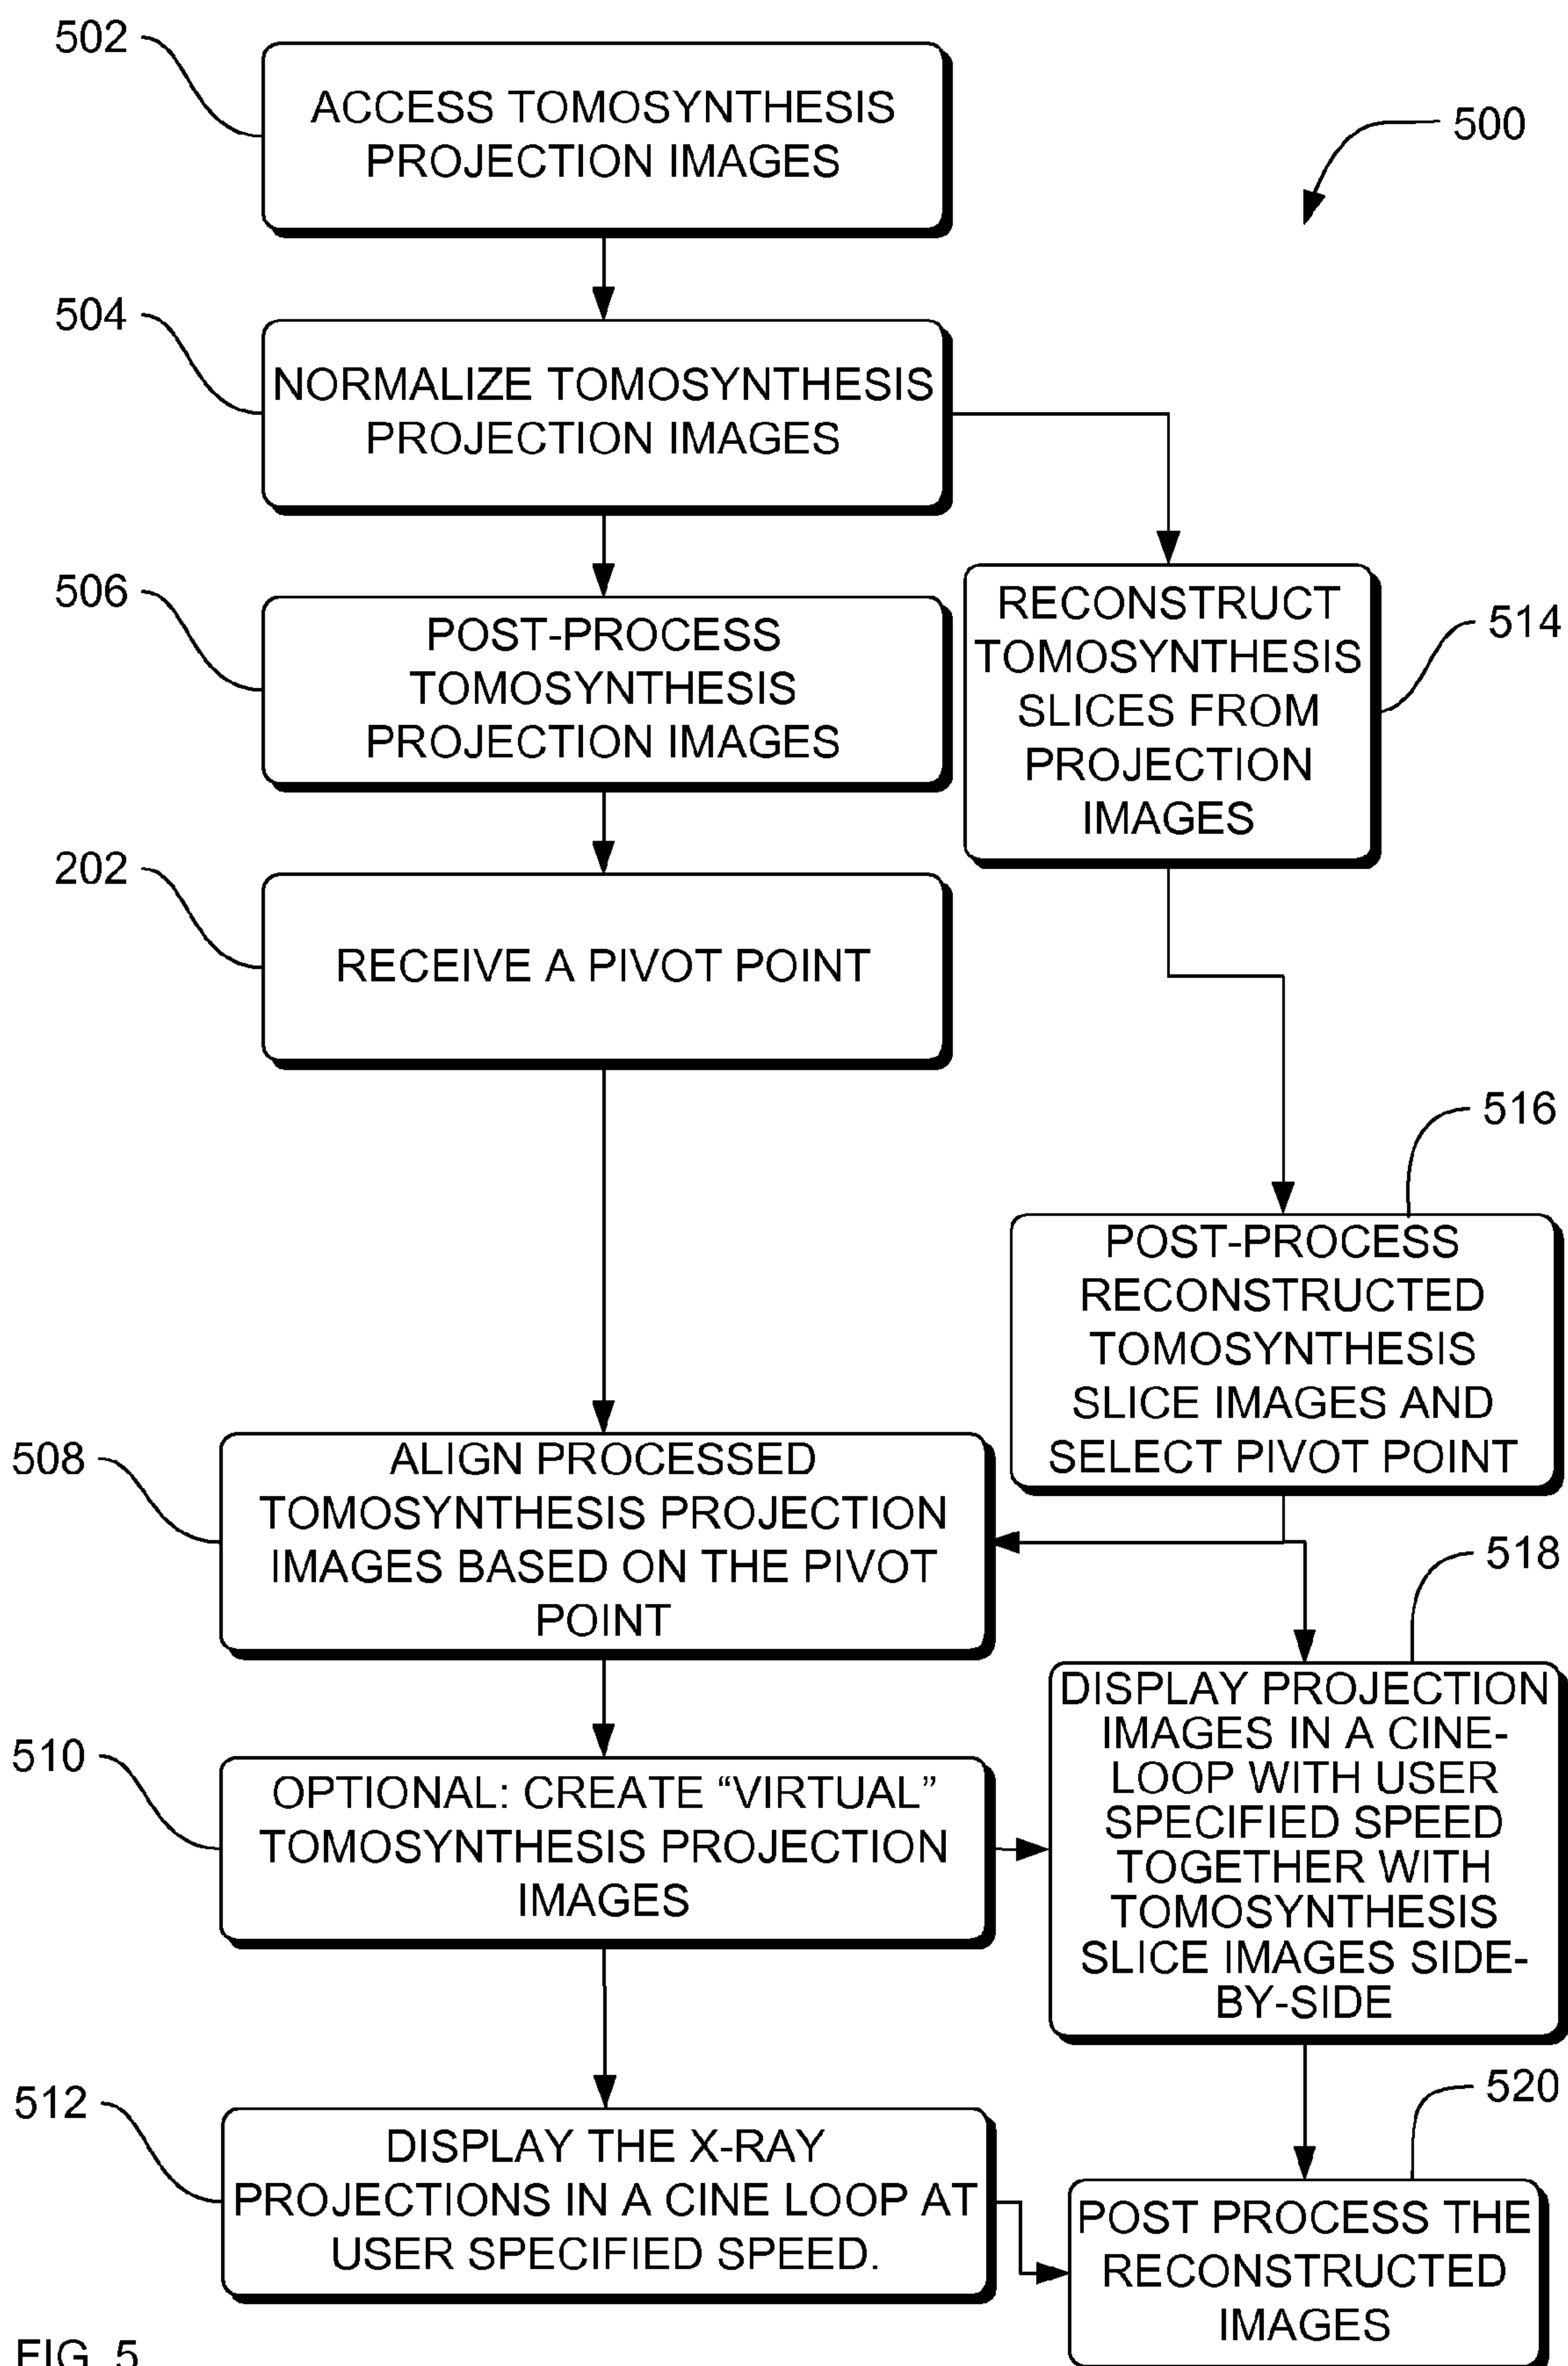 502
ACCESS TOMOSYNTHESIS
PROJECTION IMAGES
500
504
NORMALIZE TOMOSYNTHESIS
PROJECTION IMAGES
506
POST-PROCESS
TOMOSYNTHESIS
PROJECTION IMAGES
RECONSTRUCT
TOMOSYNTHESIS
SLICES FROM
PROJECTION
IMAGES
514
202
RECEIVE A PIVOT POINT
516
POST-PROCESS
RECONSTRUCTED
TOMOSYNTHESIS
SLICE IMAGES AND
SELECT PIVOT POINT
508
ALIGN PROCESSED
TOMOSYNTHESIS PROJECTION
IMAGES BASED ON THE PIVOT
POINT
518
DISPLAY PROJECTION
IMAGES IN A CINE-
LOOP WITH USER
SPECIFIED SPEED
TOGETHER WITH
TOMOSYNTHESIS
SLICE IMAGES SIDE-
BY-SIDE
510
OPTIONAL: CREATE “VIRTUAL”
TOMOSYNTHESIS PROJECTION
IMAGES
512
DISPLAY THE X-RAY
PROJECTIONS IN A CINE LOOP AT
USER SPECIFIED SPEED.
520
POST PROCESS THE
RECONSTRUCTED
IMAGES
FIG. 5